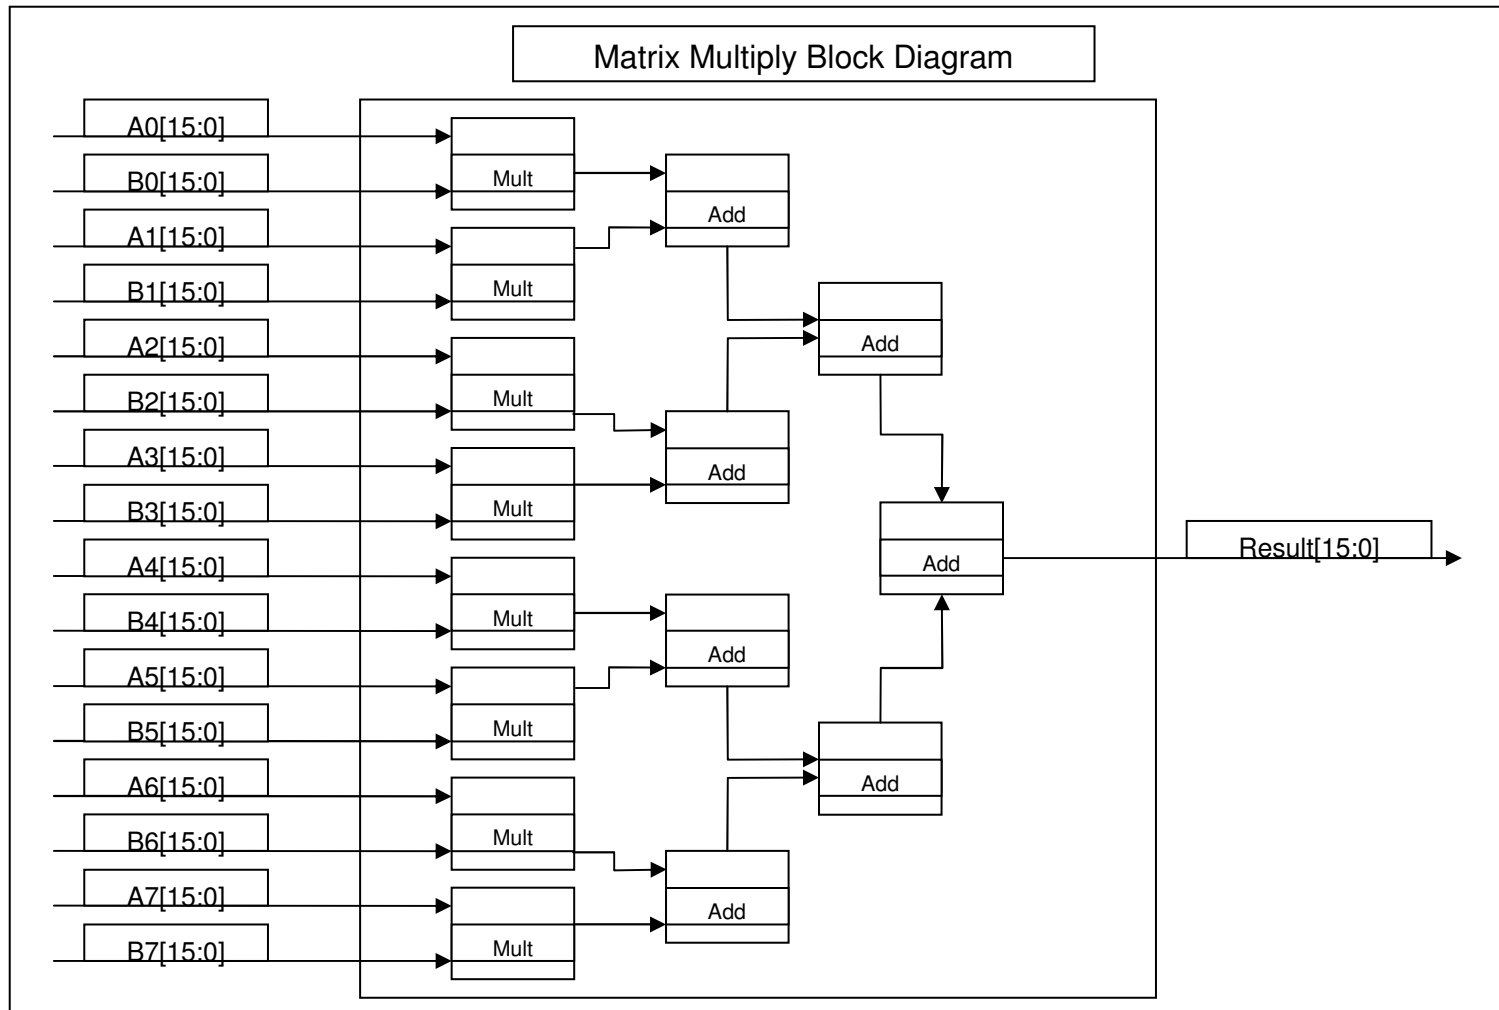 Matrix Multiply Block Diagram
A0[15:0]
B0[15:0]
Mult
Add
A1[15:0]
B1[15:0]
Mult
A2[15:0]
Add
B2[15:0]
Mult
A3[15:0]
Add
B3[15:0]
Mult
Result[15:0]
A4[15:0]
Add
B4[15:0]
Mult
Add
A5[15:0]
B5[15:0]
Mult
A6[15:0]
Add
B6[15:0]
Mult
A7[15:0]
Add
B7[15:0]
Mult